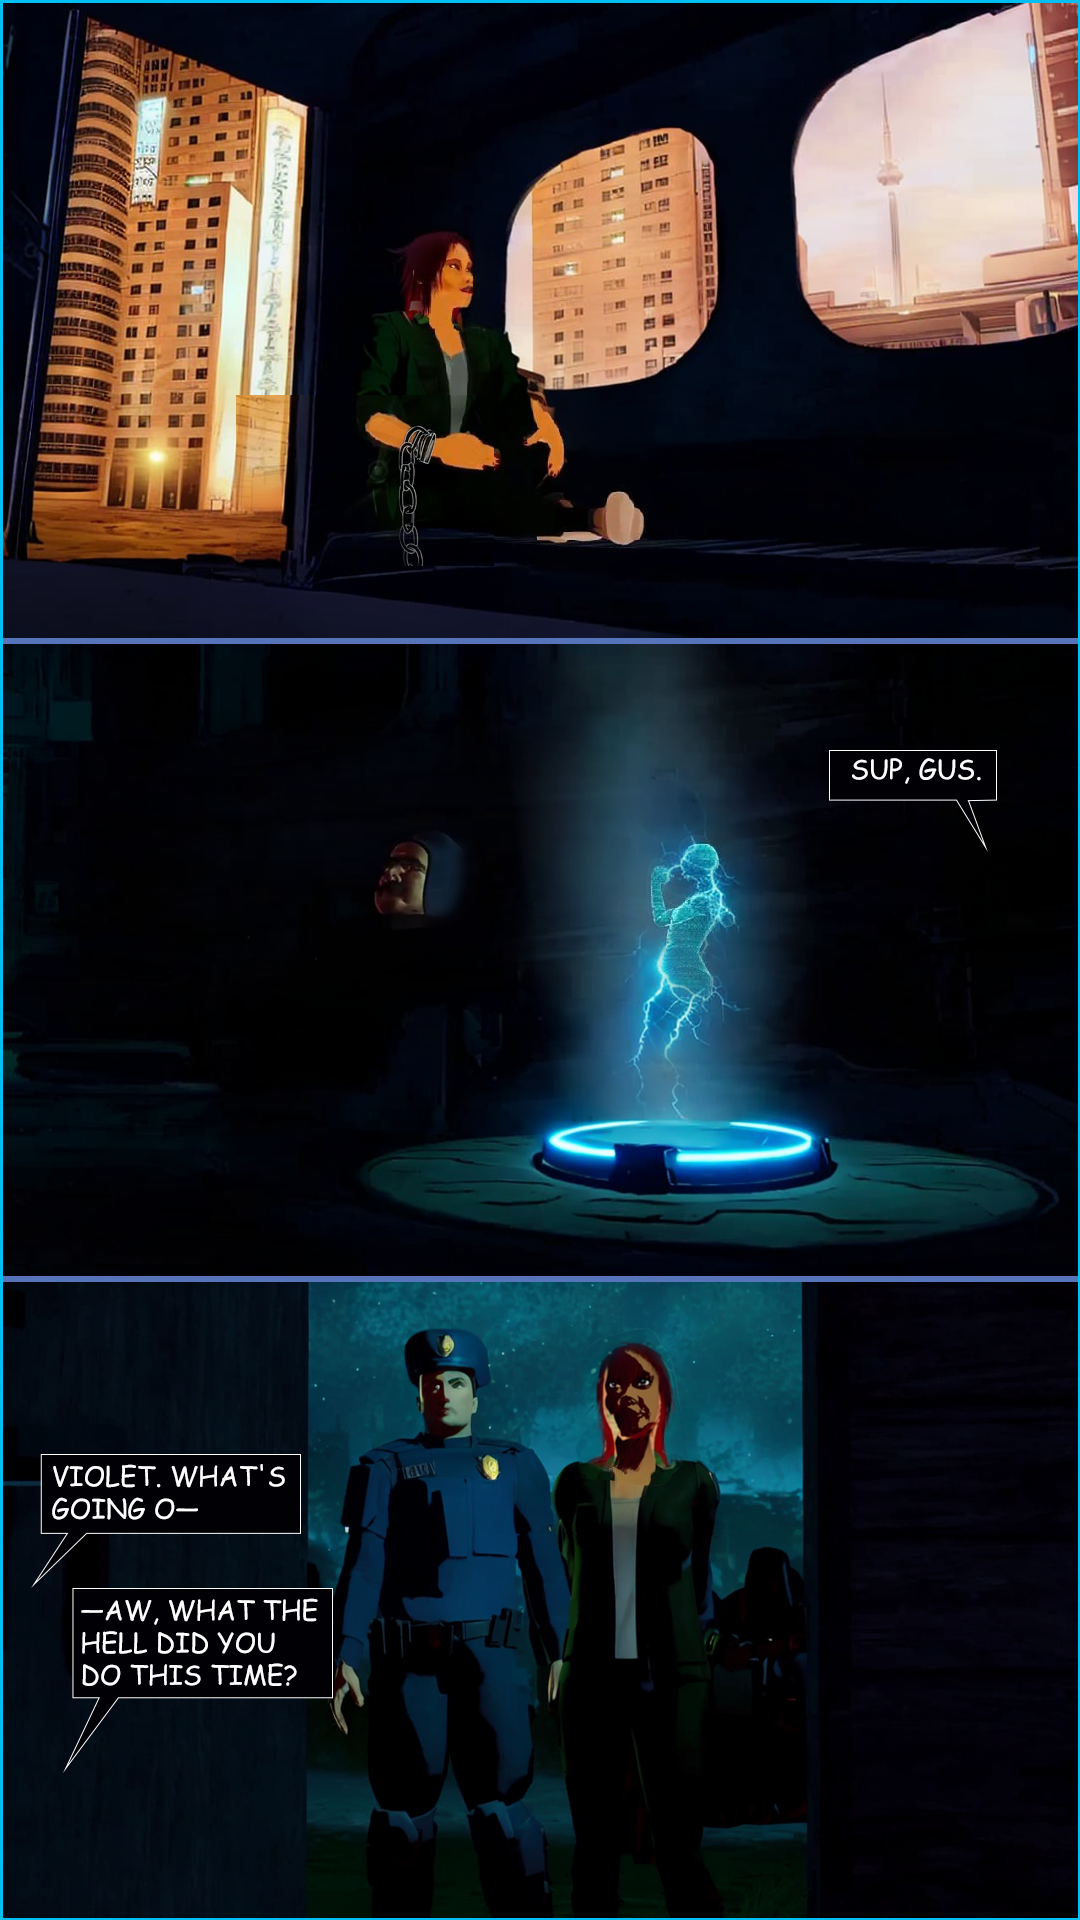 SUP, GUS.
VIOLET. WHAT'S
GOING O—
—AW, WHAT THE
HELL DID YOU
DO THIS TIME?